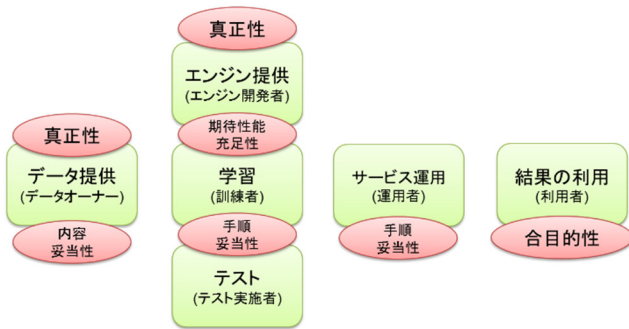 真正性
エンジン提供
(エンジン開発者)
真正性
データ提供
(データオーナー)
内容
妥当性
期待性能
充足性
学習
(訓練者)
手順
妥当性
テスト
(テスト実施者)
サービス運用
(運用者)
手順
妥当性
結果の利用
(利用者)
合目的性